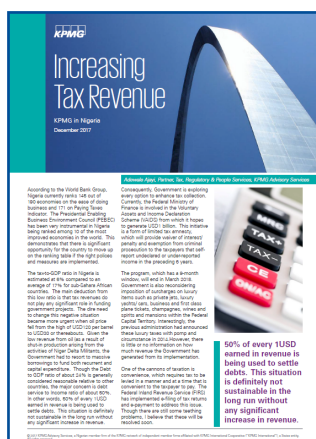 KPMG
Increasing
Tax Revenue
KPMG in Nigeria
December 2017
Adewale Ajayi, Partner, Tax, Regulatory & People Services, KPMG Advisory Services
According to the World Bank Group,
Nigeria currently ranks 145 out of
190 economies on the ease of doing
business and 171 on Paying Taxes
Indicator. The Presidential Enabling
Business Environment Council (PEBEC)
has been very instrumental in Nigeria
being ranked among 10 of the most
improved economies in the world. This
demonstrates that there is significant
opportunity for the country to move up
on the ranking table if the right policies
and measures are implemented.
The tax-to-GDP ratio in Nigeria is
estimated at 6% compared to an
average of 17% for sub-Saharan African
countries. The main deduction from
this low ratio is that tax revenues do
not play any significant role in funding
government projects. The dire need
to change this negative situation
became more urgent when oil price
fell from the high of USD120 per barrel
to USD30 or thereabouts. Given the
low revenue from oil (as a result of
shut-in production arising from the
activities of Niger Delta Militants, the
Government had to resort to massive
borrowings to fund both recurrent and
capital expenditure. Though the Debt
to GDP ratio of about 24% is generally
considered reasonable relative to other
countries, the major concern is debt
service to income ratio of about 50%.
In other words, 50% of every 1USD
earned in revenue is being used to
settle debts. This situation is definitely
not sustainable in the long run without
any significant increase in revenue.
Consequently, Government is exploring
every option to enhance tax collection.
Currently, the Federal Ministry of
Finance is involved in the Voluntary
Assets and Income Declaration
Scheme (VAIDS) from which it hopes
to generate USD1 billion. This initiative
is a form of limited tax amnesty,
which will provide waiver of interest,
penalty and exemption from criminal
prosecution to the taxpayers that self-
report undeclared or underreported
income in the preceding 6 years.
The program, which has a 9-month
window, will end in March 2018.
Government is also reconsidering
imposition of surcharges on luxury
items such as private jets, luxury
yachts/ cars, business and first class
plane tickets, champagnes, wines and
spirits and mansions within the Federal
Capital Territory. Interestingly, the
previous administration had announced
these luxury taxes with pomp and
circumstance in 2014. However, there
is little or no information on how
much revenue the Government has
generated from its implementation.
One of the cannons of taxation is
convenience, which requires tax to be
levied in a manner and at a time that is
convenient to the taxpayer to pay. The
Federal Inland Revenue Service (FIRS)
has implemented e-filing of tax returns
and e-payment to address this issue.
Though there are still some teething
problems, I believe that these will be
resolved soon.
TAX
50% of every 1USD
earned in revenue is
being used to settle
debts. This situation
is definitely not
sustainable in the
long run without
any significant
increase in revenue.